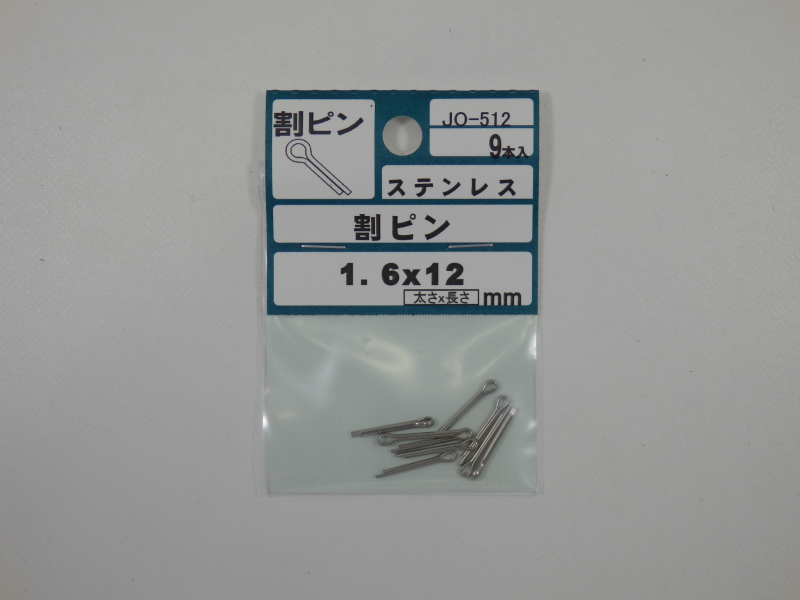 割ピン
JO-512
9本入
ステンレス
割ピン
1.6x12
太さx長さ mm